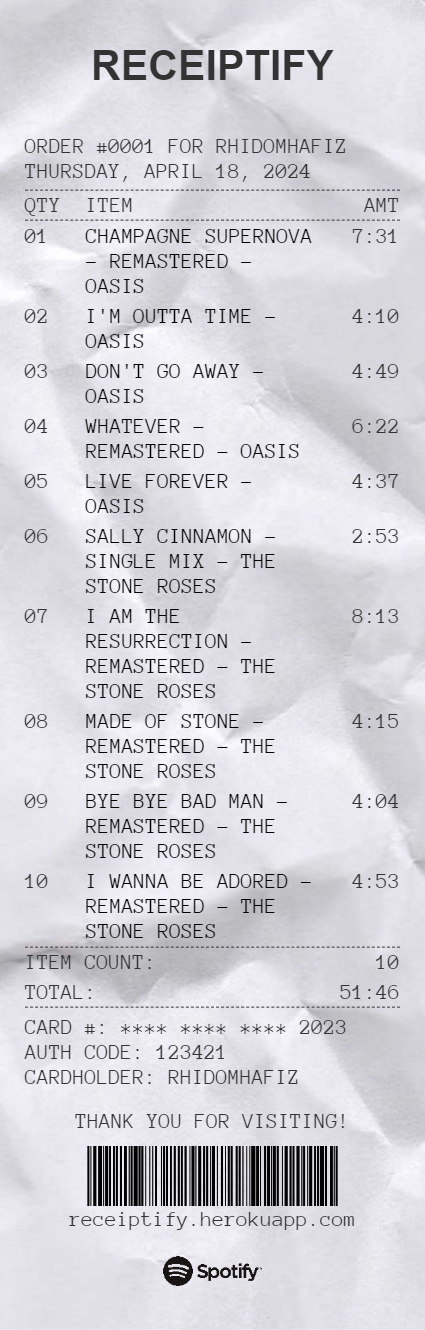 RECEIPTIFY
ORDER #0001 FOR RHIDOMHAFIZ
THURSDAY, APRIL 18, 2024
QTY ITEM AMT
01 CHAMPAGNE SUPERNOVA 7:31
– REMASTERED –
OASIS
02 I'M OUTTA TIME – 4:10
OASIS
03 DON'T GO AWAY – 4:49
OASIS
04 WHATEVER – 6:22
REMASTERED – OASIS
05 LIVE FOREVER – 4:37
OASIS
06 SALLY CINNAMON – 2:53
SINGLE MIX – THE
STONE ROSES
07 I AM THE 8:13
RESURRECTION –
REMASTERED – THE
STONE ROSES
08 MADE OF STONE – 4:15
REMASTERED – THE
STONE ROSES
09 BYE BYE BAD MAN – 4:04
REMASTERED – THE
STONE ROSES
10 I WANNA BE ADORED – 4:53
REMASTERED – THE
STONE ROSES
ITEM COUNT: 10
TOTAL: 51:46
CARD #: **** **** **** 2023
AUTH CODE: 123421
CARDHOLDER: RHIDOMHAFIZ
THANK YOU FOR VISITING!
receiptify.herokuapp.com
Spotify